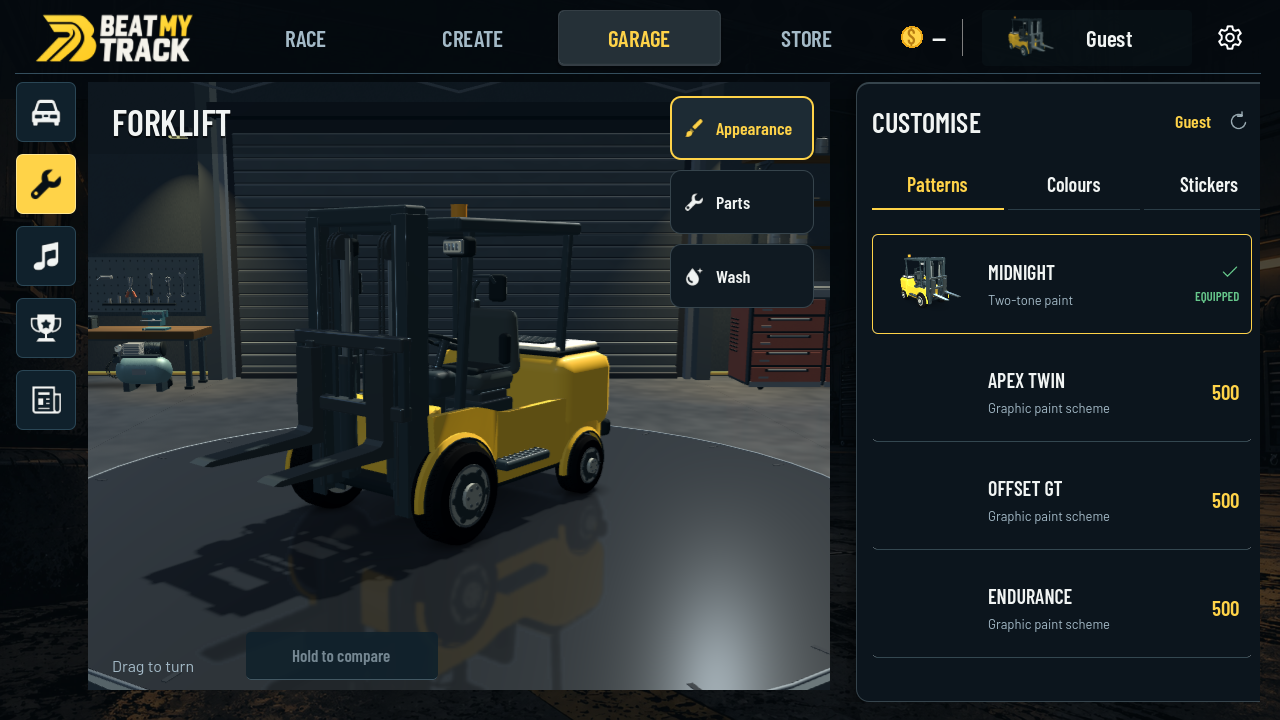 BEATMY
TRACK
RACE
CREATE
GARAGE
STORE
–
Guest
FORKLIFT
Appearance
Parts
Wash
Hold to compare
Drag to turn
CUSTOMISE
Guest
Patterns
Colours
Stickers
MIDNIGHT
Two-tone paint
EQUIPPED
APEX TWIN
Graphic paint scheme
500
OFFSET GT
Graphic paint scheme
500
ENDURANCE
Graphic paint scheme
500